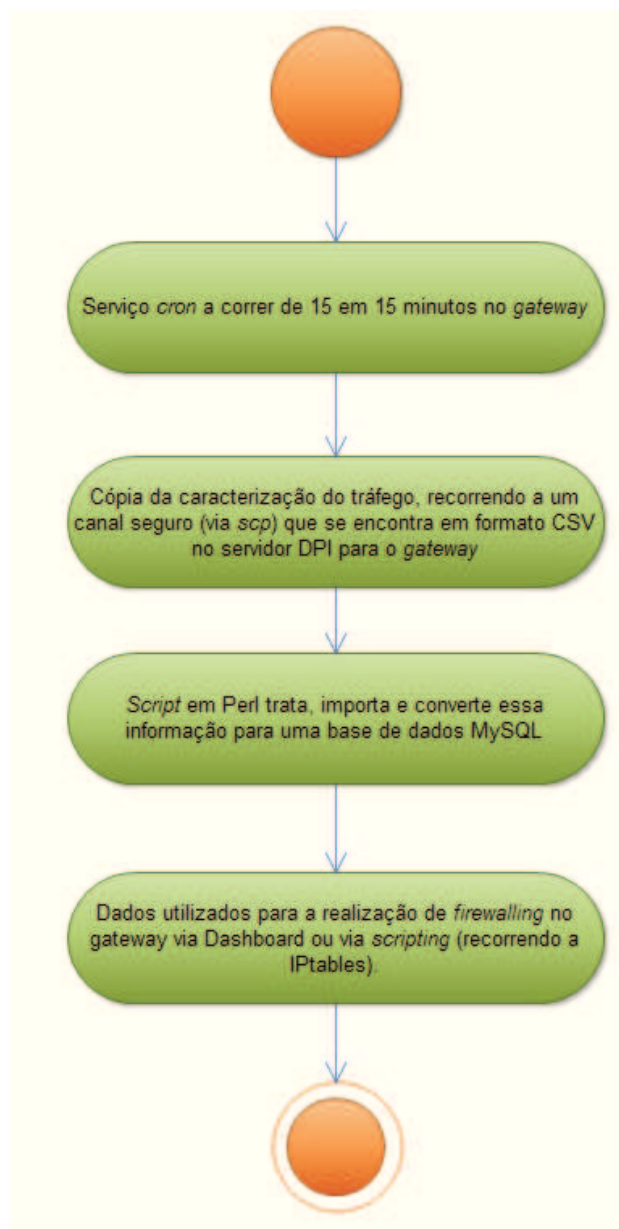 Serviço cron a correr de 15 em 15 minutos no gateway
Cópia da caracterização do tráfego, recorrendo a um
canal seguro (via scp) que se encontra em formato CSV
no servidor DPI para o gateway
Script em Perl trata, importa e converte essa
informação para uma base de dados MySQL
Dados utilizados para a realização de firewalling no
gateway via Dashboard ou via scripting (recorrendo a
IPtables).